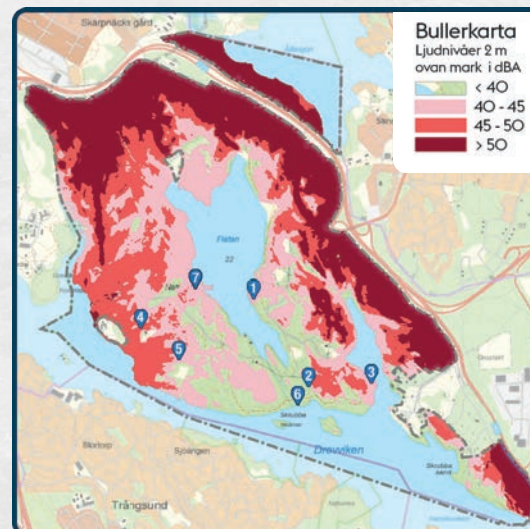 Skarpnäcks gård
Bullerkarta
Ljudnivåer 2 m
ovan mark i dBA
< 40
40 - 45
45 - 50
> 50
Flaten
22
7
1
4
5
2
3
6
Drevviken
Stortorp
Sjöängen
Trångsund